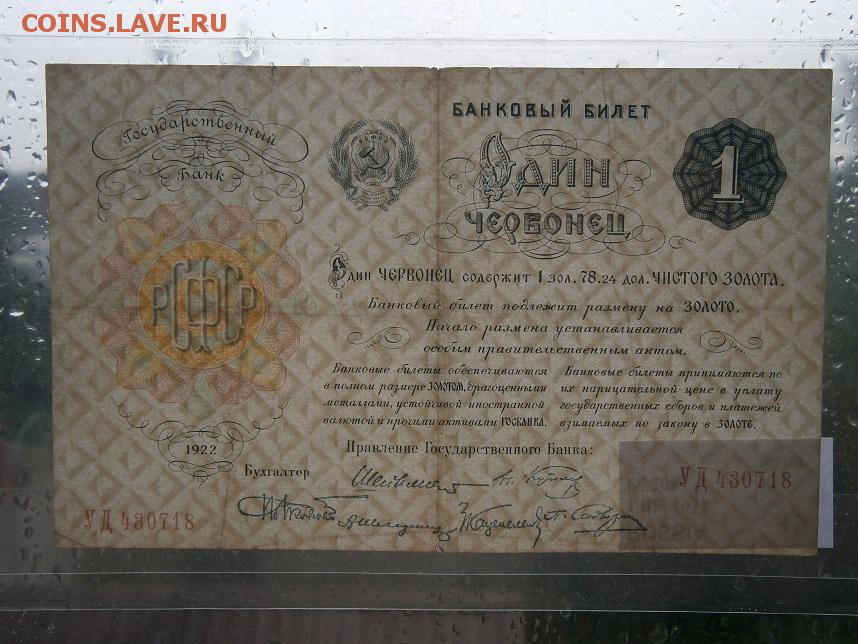 COINS.LAVE.RU
БАНКОВЫЙ БИЛЕТ
Государственный
Банк
РСФСР
ОДИН
ЧЕРВОНЕЦ
1
Один ЧЕРВОНЕЦ содержит 1 зол. 78.24 дол. ЧИСТОГО ЗОЛОТА.
Банковый билет подлежит размену на ЗОЛОТО.
Начало размена устанавливается
особым правительственным актом.
Банковые билеты обеспечиваются
в полном размере ЗОЛОТОМ, драгоценными
металлами, устойчивой иностранной
валютой и прочими активами ГОСБАНКА.
Банковые билеты принимаются по
их нарицательной цене в уплату
государственных сборов и платежей,
взимаемых по закону в ЗОЛОТЕ.
РСФСР
1922
Правление Государственного Банка:
Бухгалтер
УД 430718
УД 430718